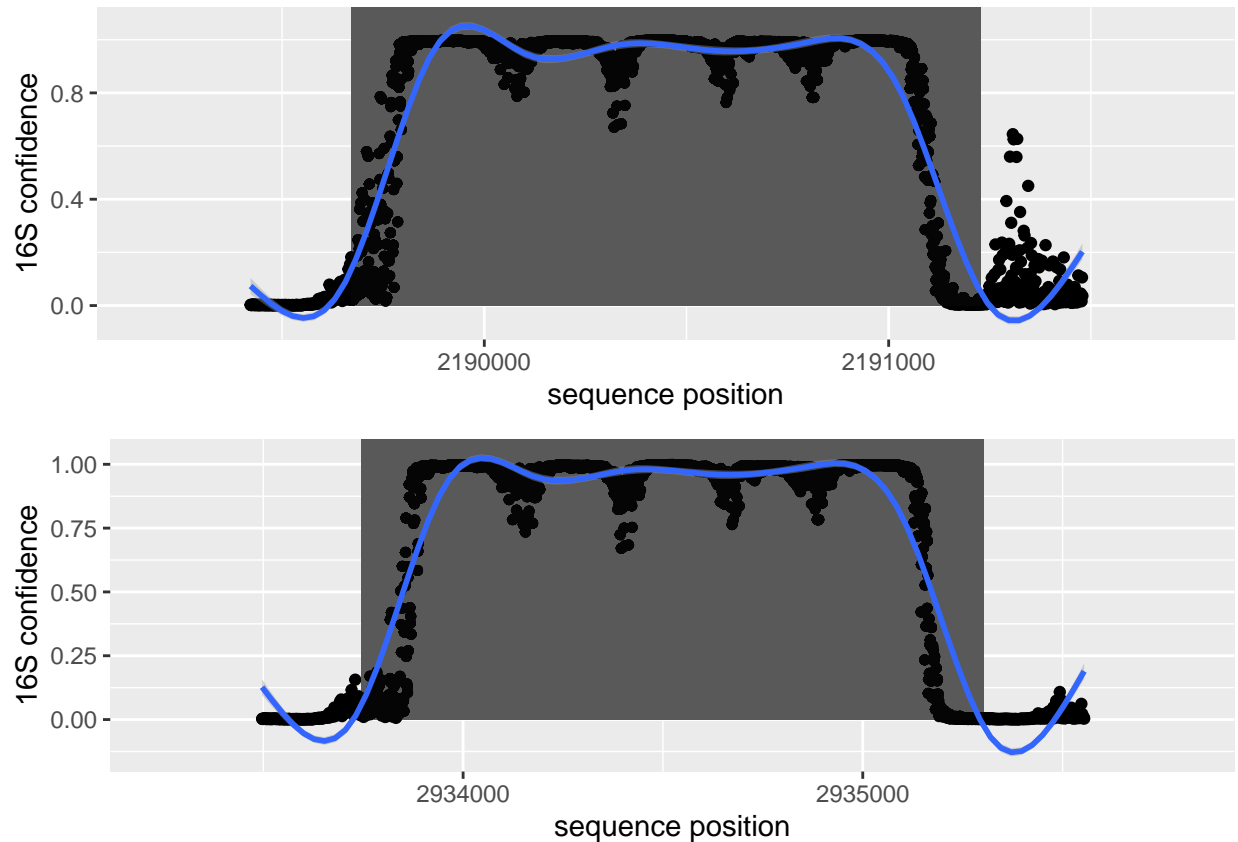 16S confidence
0.8
0.4
0.0
2190000 2191000
sequence position
16S confidence
1.00
0.75
0.50
0.25
0.00
2934000 2935000
sequence position